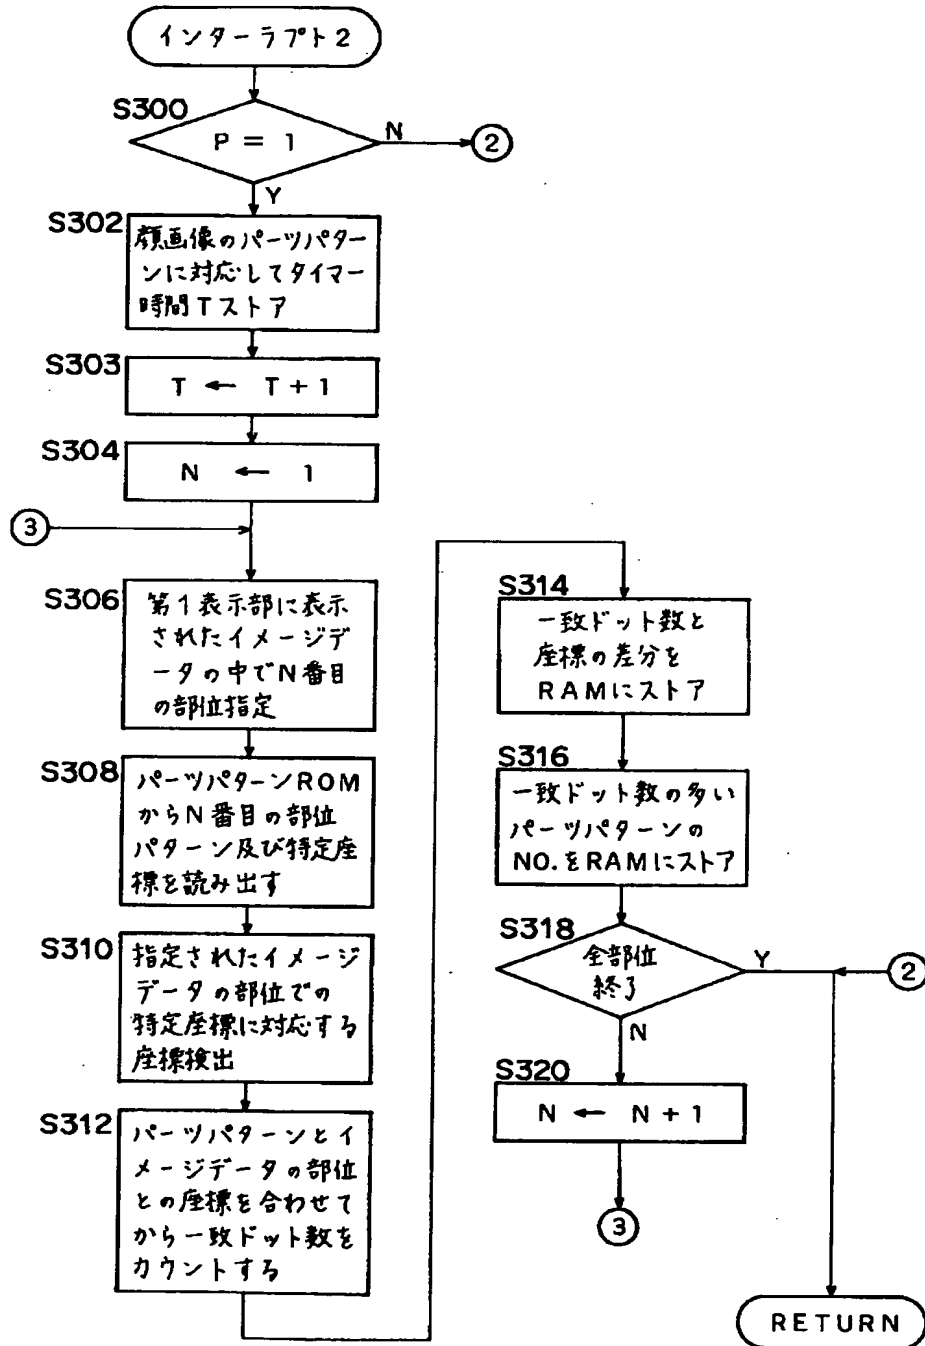 インターラプト2
S300
P = 1
N
②
Y
S302
顔画像のパーツパター
ンに対応してタイマー
時間Tストア
S303
T ← T+1
S304
N ← 1
③
S306
第1表示部に表示
されたイメージデ
ータの中でN番目
の部位指定
S308
パーツパターンROM
からN番目の部位
パターン及び特定座
標を読み出す
S310
指定されたイメージ
データの部位での
特定座標に対応する
座標検出
S312
パーツパターンとイ
メージデータの部位
との座標を合わせて
から一致ドット数を
カウントする
S314
一致ドット数と
座標の差分を
RAMにストア
S316
一致ドット数の多い
パーツパターンの
NO.をRAMにストア
S318
全部位
終了
Y
②
N
S320
N ← N+1
③
RETURN